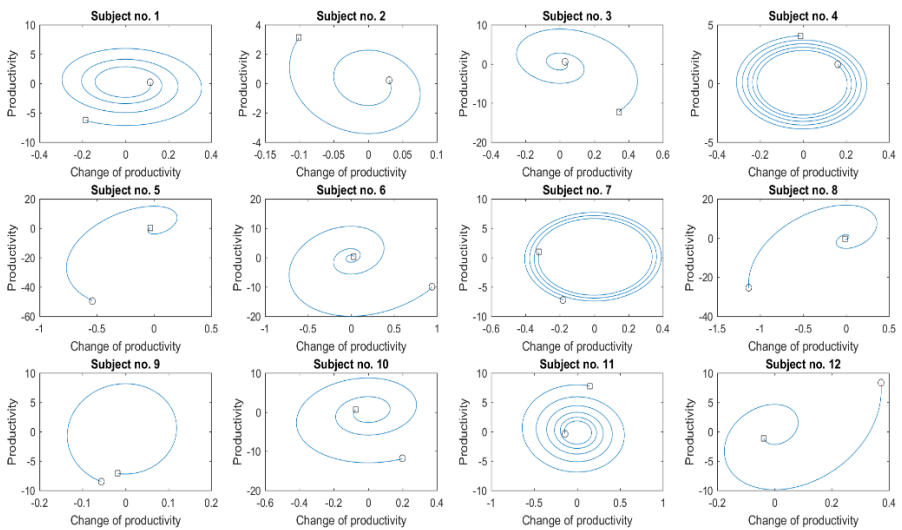 Subject no. 1
Productivity
10
5
0
-5
-10
-0.4 -0.2 0 0.2 0.4
Change of productivity
Subject no. 2
Productivity
4
2
0
-2
-4
-0.15 -0.1 -0.05 0 0.05 0.1
Change of productivity
Subject no. 3
Productivity
10
0
-10
-20
-0.4 -0.2 0 0.2 0.4 0.6
Change of productivity
Subject no. 4
Productivity
5
0
-5
-0.4 -0.2 0 0.2 0.4
Change of productivity
Subject no. 5
Productivity
20
0
-20
-40
-60
-1 -0.5 0 0.5
Change of productivity
Subject no. 6
Productivity
20
10
0
-10
-20
-1 -0.5 0 0.5 1
Change of productivity
Subject no. 7
Productivity
10
5
0
-5
-10
-0.6 -0.4 -0.2 0 0.2 0.4
Change of productivity
Subject no. 8
Productivity
20
0
-20
-40
-1.5 -1 -0.5 0 0.5
Change of productivity
Subject no. 9
Productivity
10
5
0
-5
-10
-0.2 -0.1 0 0.1 0.2
Change of productivity
Subject no. 10
Productivity
10
0
-10
-20
-0.4 -0.2 0 0.2 0.4
Change of productivity
Subject no. 11
Productivity
10
5
0
-5
-10
-1 -0.5 0 0.5 1
Change of productivity
Subject no. 12
Productivity
10
5
0
-5
-10
-0.2 0 0.2 0.4
Change of productivity